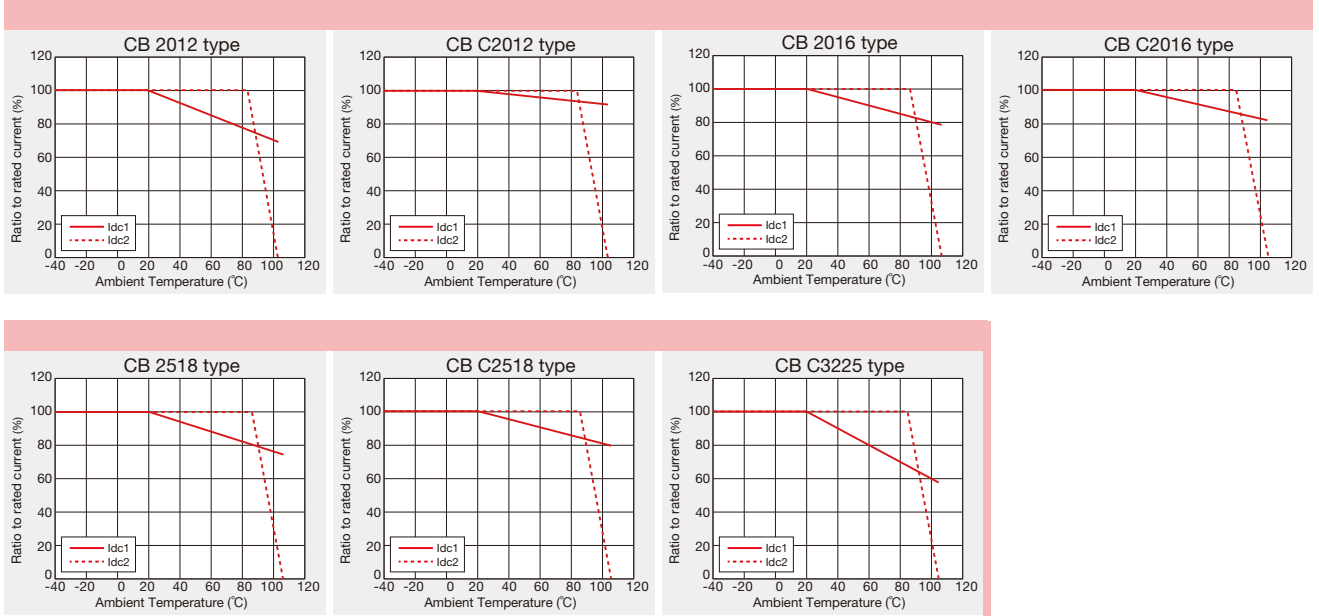 CB 2012 type
Ratio to rated current (%)
120
100
80
60
40
20
0
Idc1
Idc2
-40 -20 0 20 40 60 80 100 120
Ambient Temperature (℃)
CB C2012 type
Ratio to rated current (%)
120
100
80
60
40
20
0
Idc1
Idc2
-40 -20 0 20 40 60 80 100 120
Ambient Temperature (℃)
CB 2016 type
Ratio to rated current (%)
120
100
80
60
40
20
0
Idc1
Idc2
-40 -20 0 20 40 60 80 100 120
Ambient Temperature (℃)
CB C2016 type
Ratio to rated current (%)
120
100
80
60
40
20
0
Idc1
Idc2
-40 -20 0 20 40 60 80 100 120
Ambient Temperature (℃)
CB 2518 type
Ratio to rated current (%)
120
100
80
60
40
20
0
Idc1
Idc2
-40 -20 0 20 40 60 80 100 120
Ambient Temperature (℃)
CB C2518 type
Ratio to rated current (%)
120
100
80
60
40
20
0
Idc1
Idc2
-40 -20 0 20 40 60 80 100 120
Ambient Temperature (℃)
CB C3225 type
Ratio to rated current (%)
120
100
80
60
40
20
0
Idc1
Idc2
-40 -20 0 20 40 60 80 100 120
Ambient Temperature (℃)